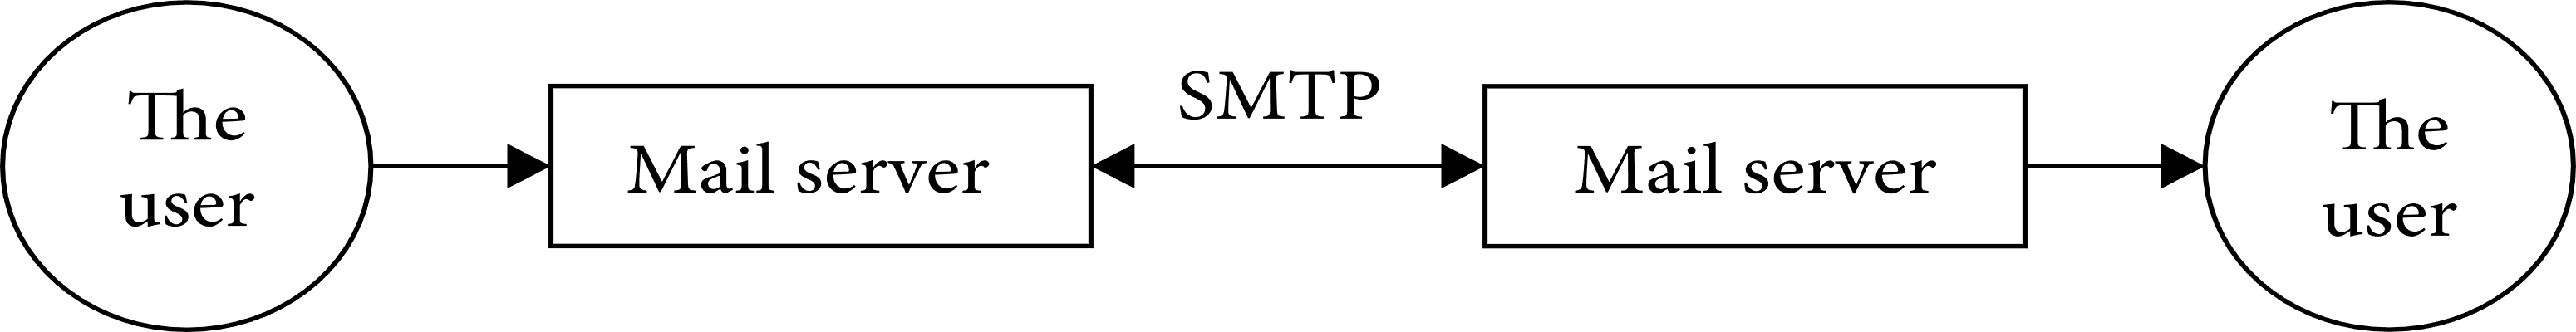 The
user
Mail server
SMTP
Mail server
The
user